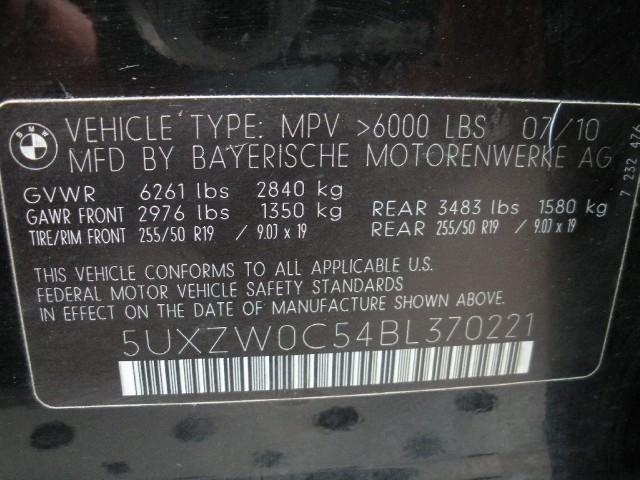 BMW
VEHICLE TYPE: MPV >6000 LBS 07/10
MFD BY BAYERISCHE MOTORENWERKE AG
GVWR 6261 lbs 2840 kg
GAWR FRONT 2976 lbs 1350 kg REAR 3483 lbs 1580 kg
TIRE/RIM FRONT 255/50 R19 / 9.0J x 19 REAR 255/50 R19 / 9.0J x 19
THIS VEHICLE CONFORMS TO ALL APPLICABLE U.S.
FEDERAL MOTOR VEHICLE SAFETY STANDARDS
IN EFFECT ON THE DATE OF MANUFACTURE SHOWN ABOVE.
5UXZW0C54BL370221
7 232 426